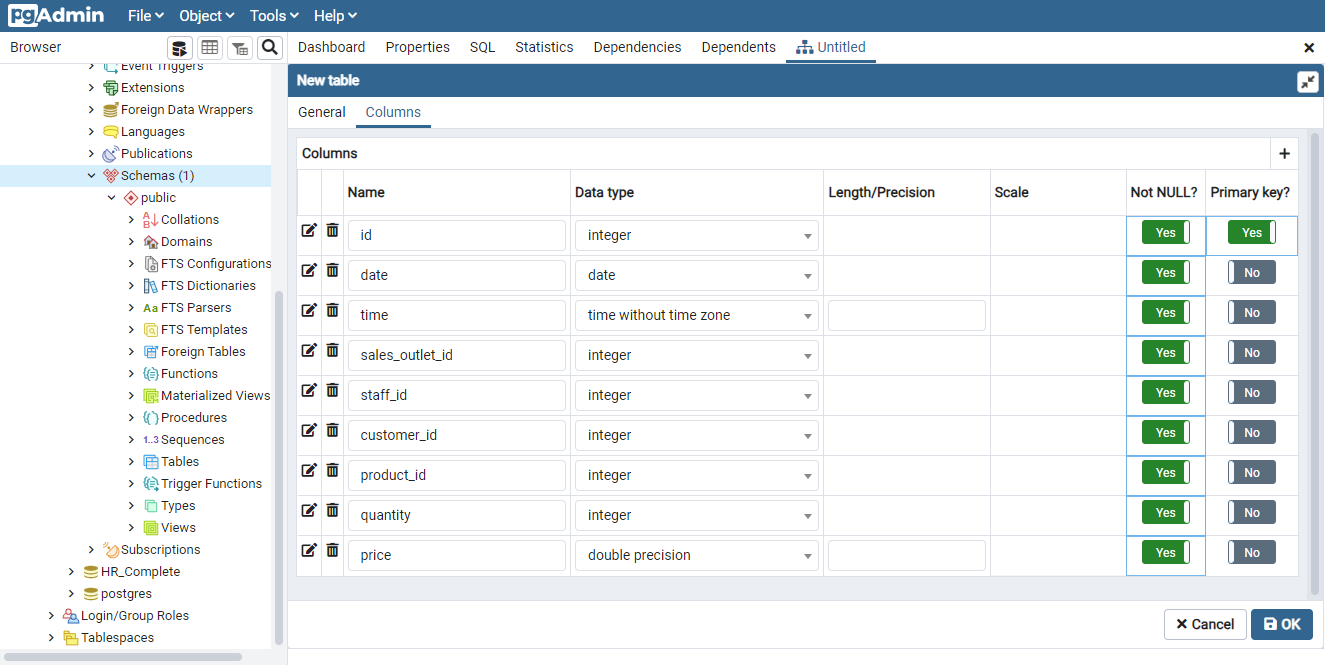 pgAdmin File Object Tools Help
Browser
Dashboard Properties SQL Statistics Dependencies Dependents Untitled
Event Triggers
Extensions
Foreign Data Wrappers
Languages
Publications
Schemas (1)
public
Collations
Domains
FTS Configurations
FTS Dictionaries
Aa FTS Parsers
FTS Templates
Foreign Tables
Functions
Materialized Views
Procedures
1..3 Sequences
Tables
Trigger Functions
Types
Views
Subscriptions
HR_Complete
postgres
Login/Group Roles
Tablespaces
New table
General Columns
Columns
Name Data type Length/Precision Scale Not NULL? Primary key?
id integer Yes Yes
date date Yes No
time time without time zone Yes No
sales_outlet_id integer Yes No
staff_id integer Yes No
customer_id integer Yes No
product_id integer Yes No
quantity integer Yes No
price double precision Yes No
Cancel OK